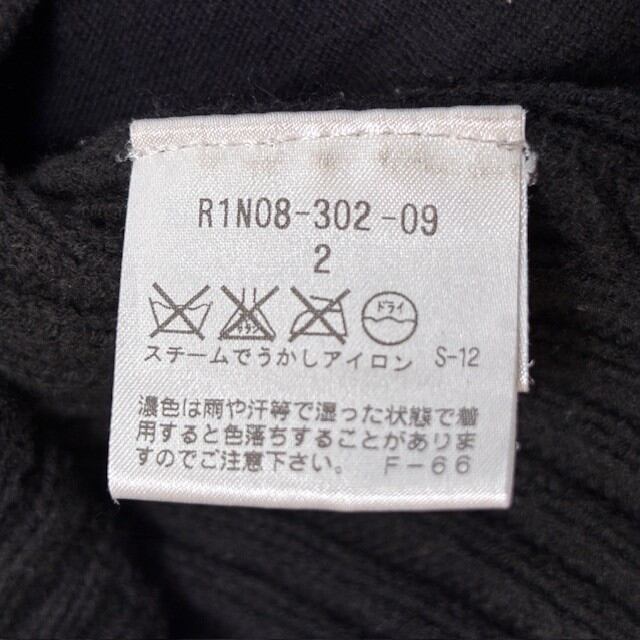 R1N08-302-09
2
ドライ
スチームでうかしアイロン S-12
濃色は雨や汗等で湿った状態で着
用すると色落ちすることがありま
すのでご注意下さい。 F-66